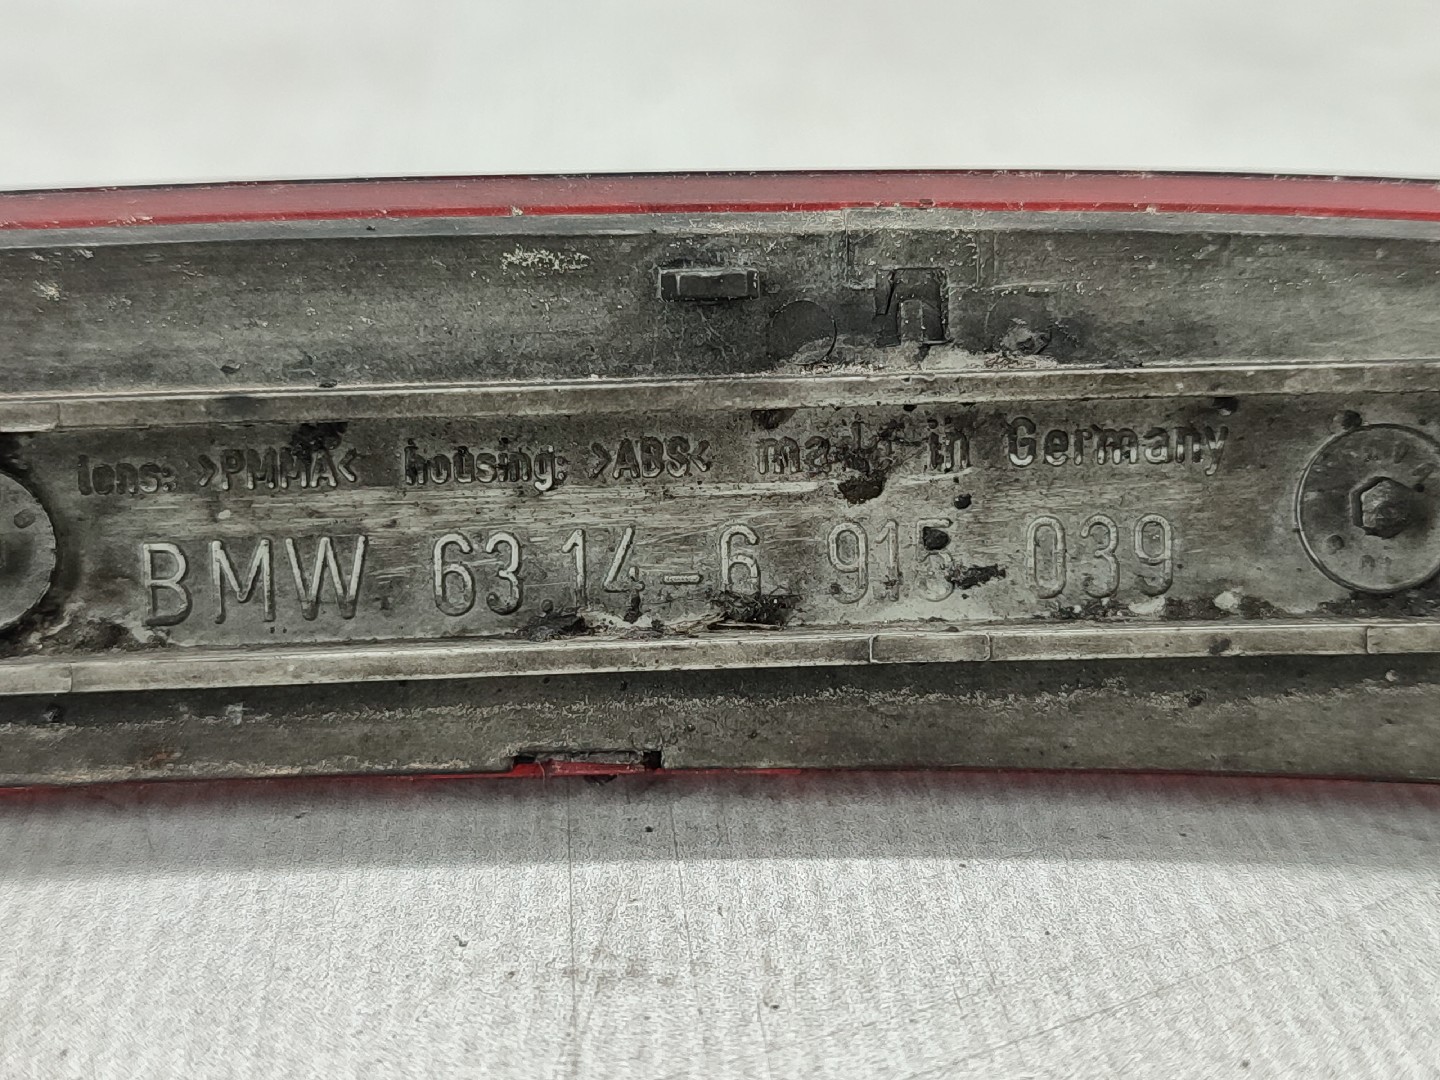 lens: >PMMA< housing: >ABS< made in Germany
BMW 63.14-6 915 039